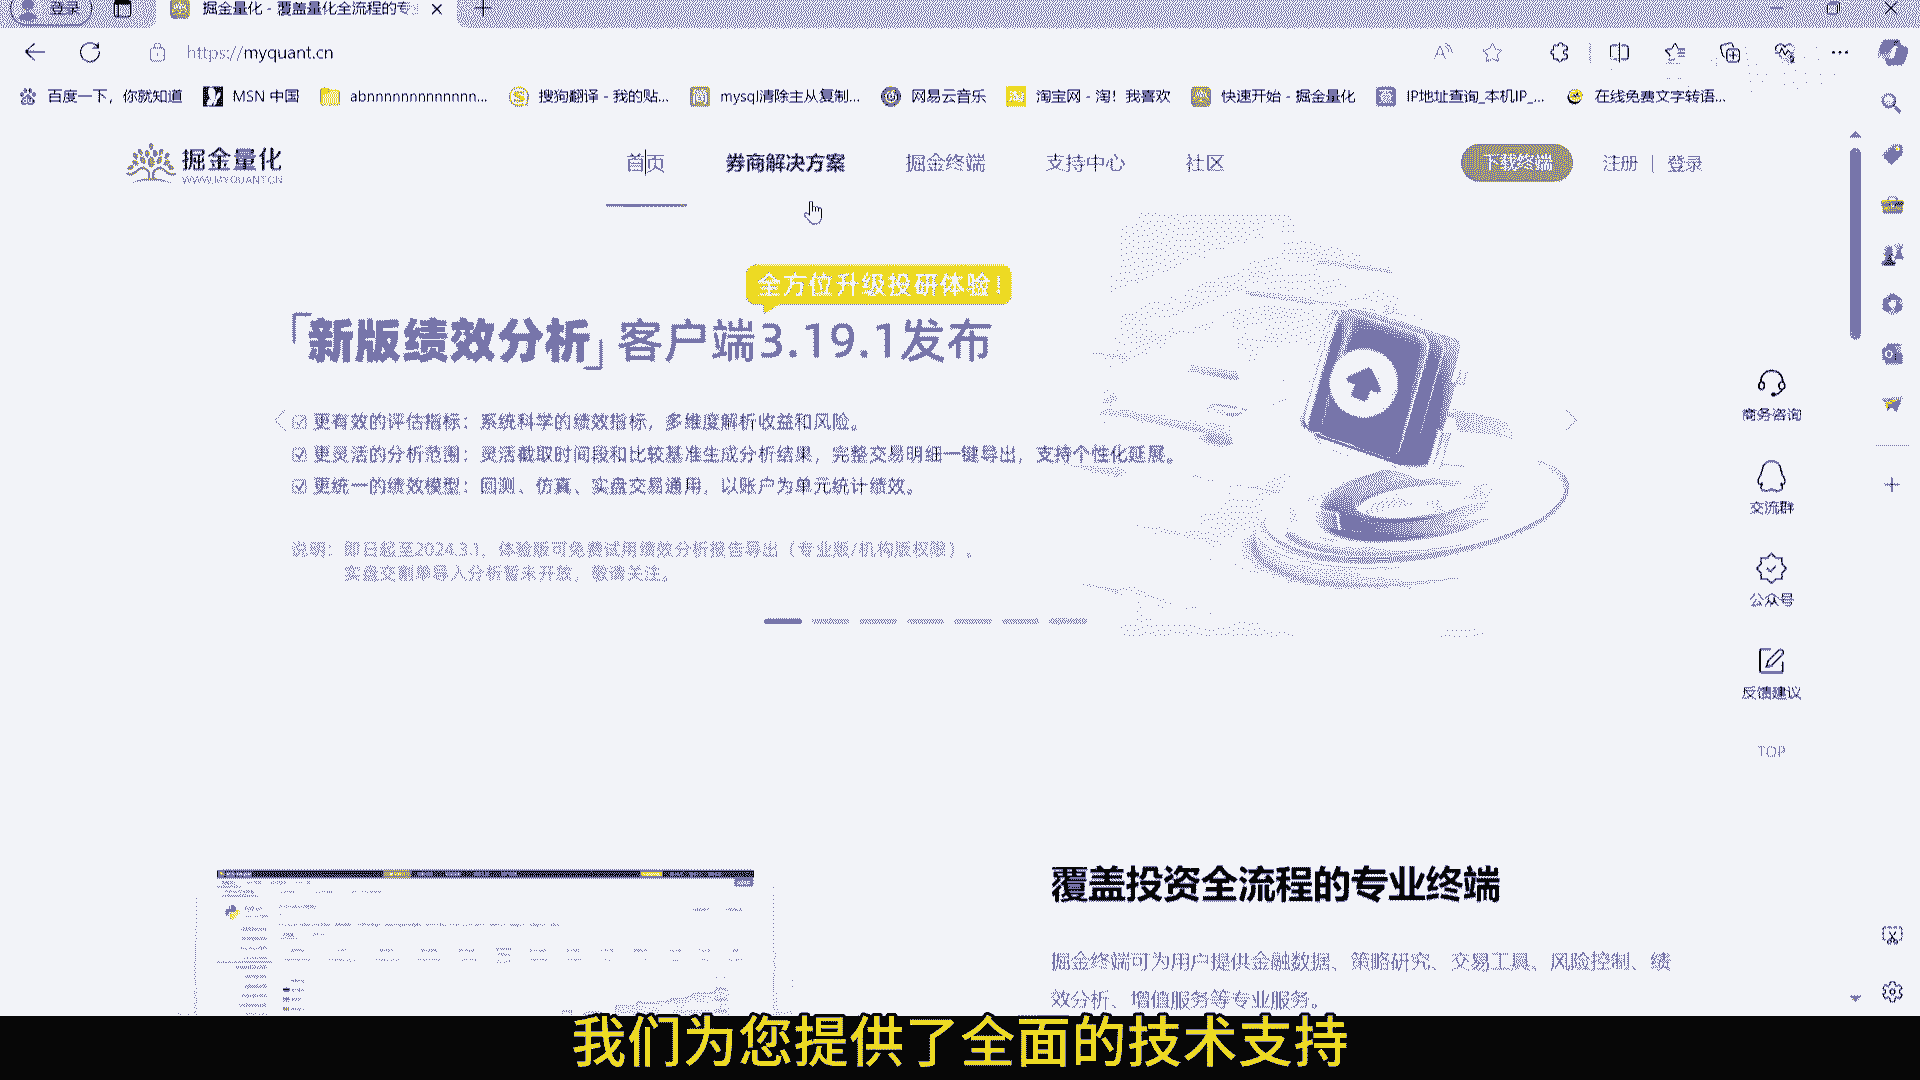 登录
掘金量化 - 覆盖量化全流程的专
https://myquant.cn
百度一下，你就知道
MSN 中国
abnnnnnnnnnnnnn...
搜狗翻译 - 我的贴...
mysql清除主从复制...
网易云音乐
淘宝网 - 淘！我喜欢
快速开始 - 掘金量化
IP地址查询_本机IP_...
在线免费文字转语...
掘金量化
WWW.MYQUANT.CN
首页
券商解决方案
掘金终端
支持中心
社区
下载终端
注册 | 登录
全方位升级投研体验！
「新版绩效分析」客户端3.19.1发布
更有效的评估指标：系统科学的绩效指标，多维度解析收益和风险。
更灵活的分析范围：灵活截取时间段和比较基准生成分析结果，完整交易明细一键导出，支持个性化延展。
更统一的绩效模型：回测、仿真、实盘交易通用，以账户为单元统计绩效。
说明：即日起至2024.3.1，体验版可免费试用绩效分析报告导出（专业版/机构版权限）。
实盘交割单导入分析暂未开放，敬请关注。
商务咨询
交流群
公众号
反馈建议
TOP
覆盖投资全流程的专业终端
掘金终端可为用户提供金融数据、策略研究、交易工具、风险控制、绩
效分析、增值服务等专业服务。
我们为您提供了全面的技术支持